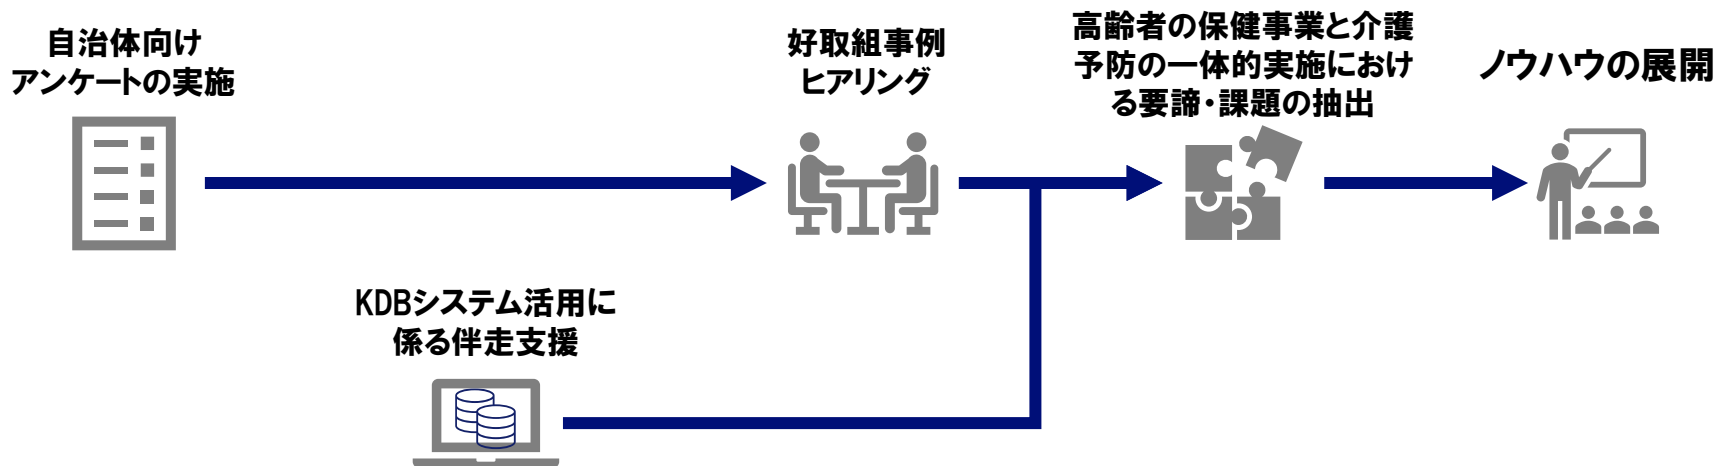 自治体向け
アンケートの実施
好取組事例
ヒアリング
高齢者の保健事業と介護
予防の一体的実施におけ
る要諦・課題の抽出
ノウハウの展開
KDBシステム活用に
係る伴走支援